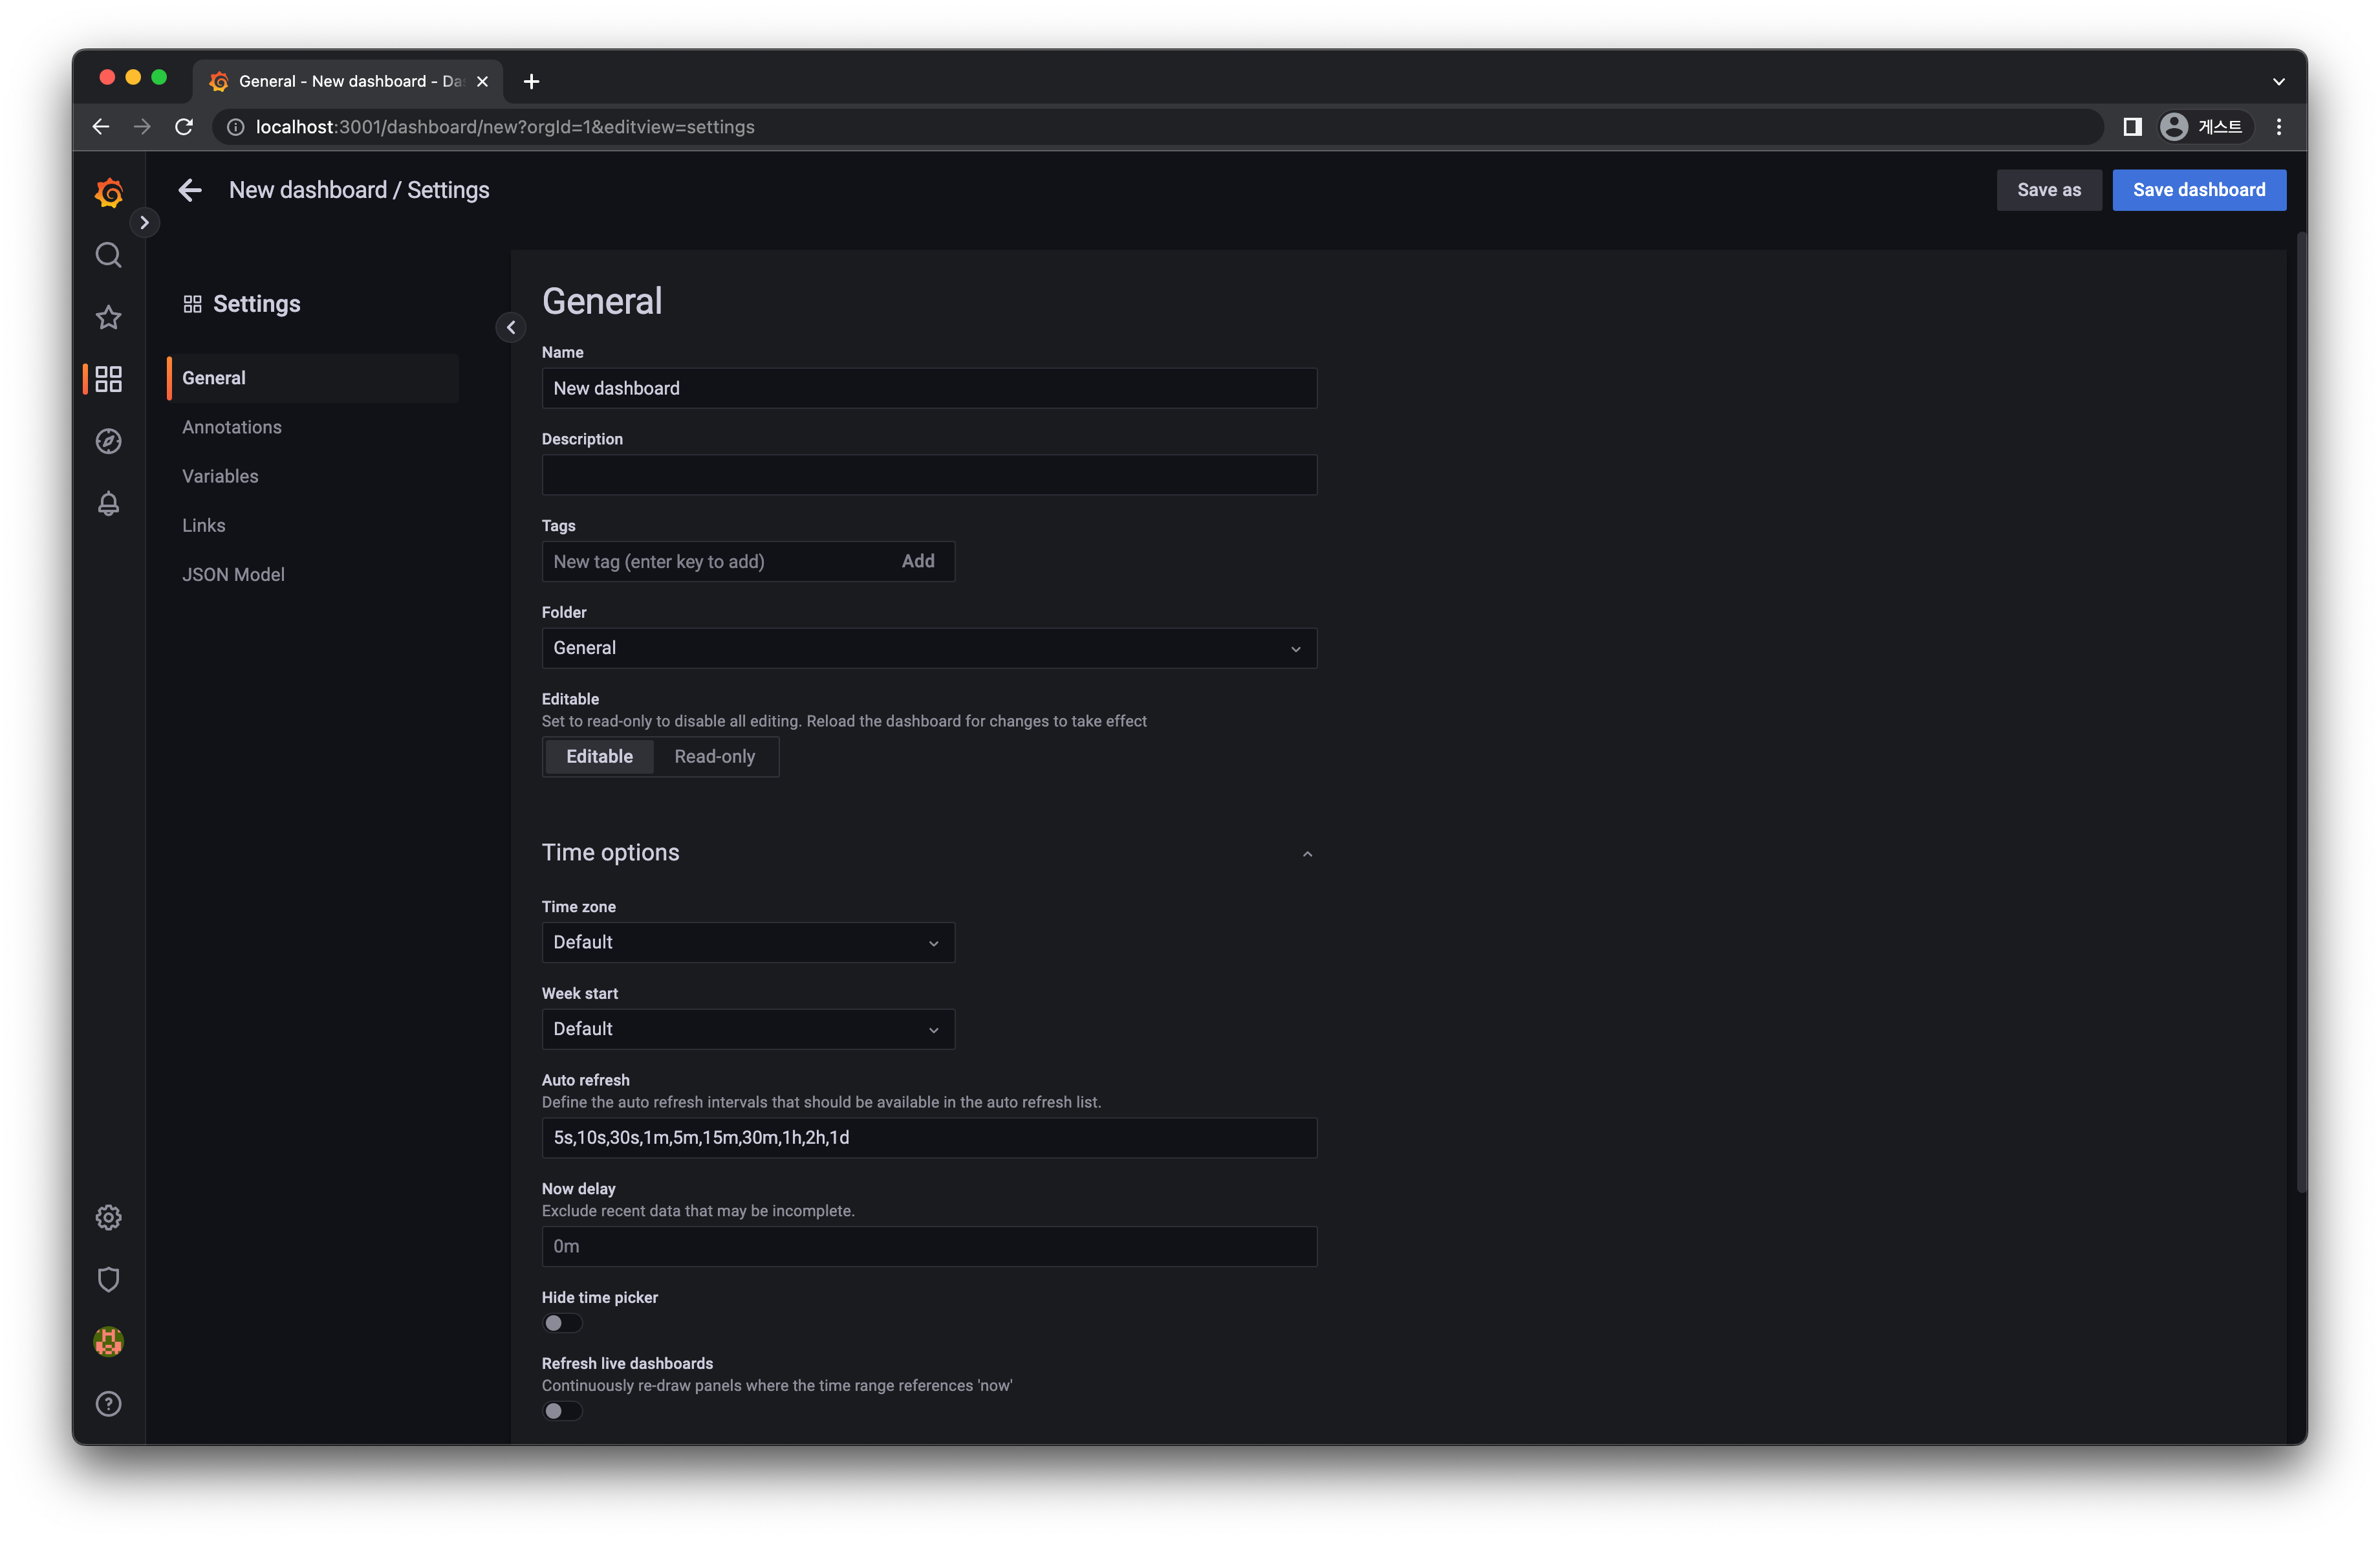 General - New dashboard - Da
localhost:3001/dashboard/new?orgId=1&editview=settings
게스트
New dashboard / Settings
Save as
Save dashboard
Settings
General
Annotations
Variables
Links
JSON Model
General
Name
New dashboard
Description
Tags
New tag (enter key to add)
Add
Folder
General
Editable
Set to read-only to disable all editing. Reload the dashboard for changes to take effect
Editable
Read-only
Time options
Time zone
Default
Week start
Default
Auto refresh
Define the auto refresh intervals that should be available in the auto refresh list.
5s,10s,30s,1m,5m,15m,30m,1h,2h,1d
Now delay
Exclude recent data that may be incomplete.
0m
Hide time picker
Refresh live dashboards
Continuously re-draw panels where the time range references 'now'